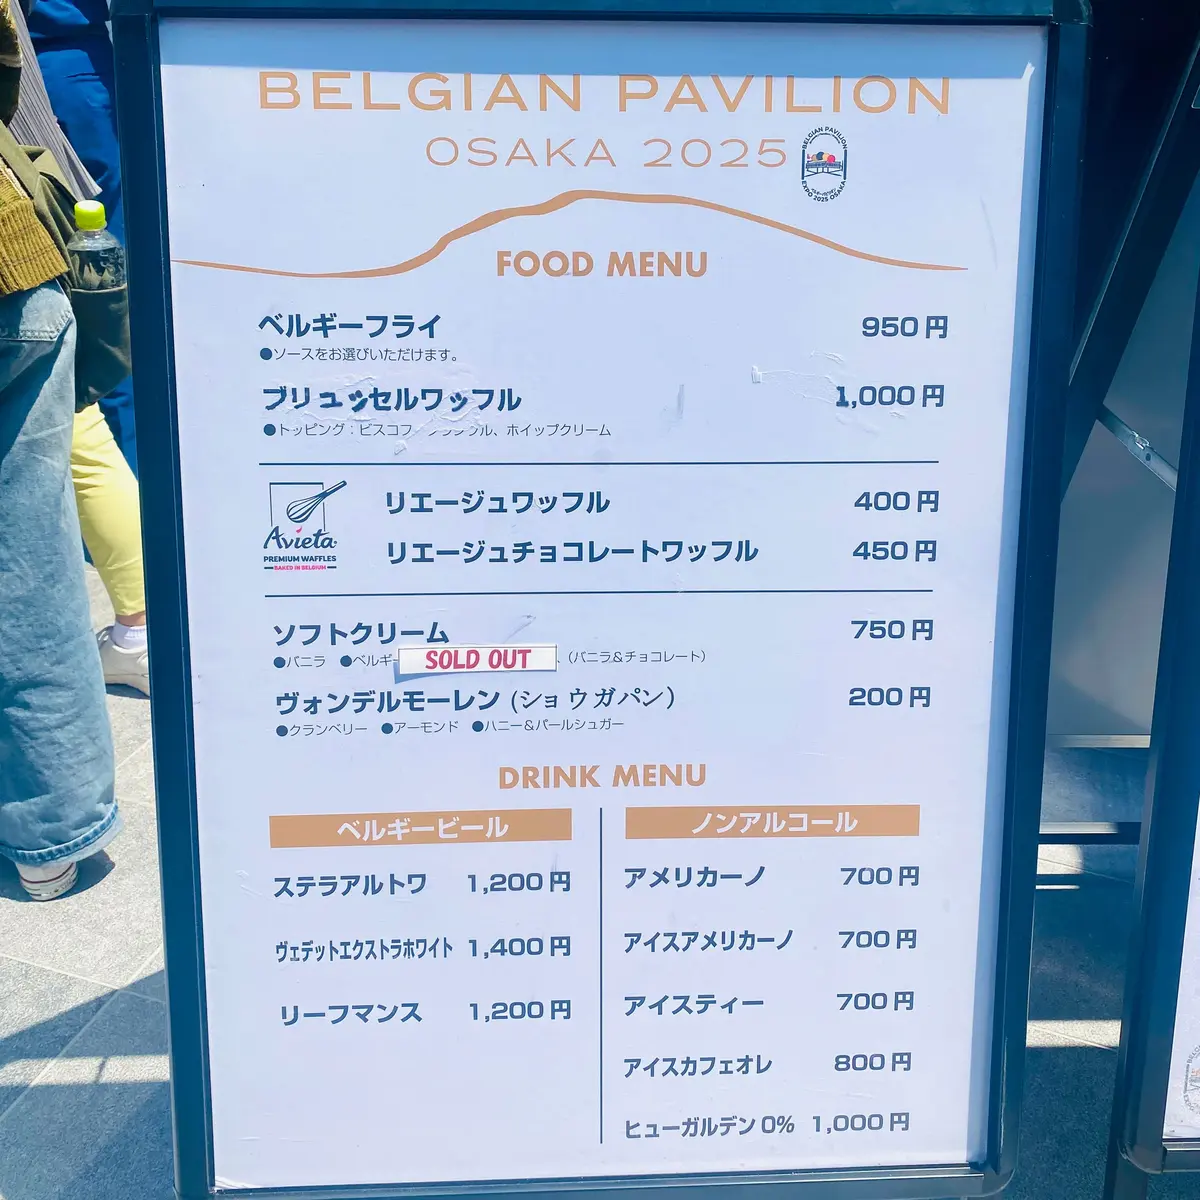 BELGIAN PAVILION
OSAKA 2025
BELGIAN PAVILION
EXPO 2025 OSAKA
FOOD MENU
ベルギーフライ 950円
●ソースをお選びいただけます。
ブリュッセルワッフル 1,000円
●トッピング:ビスコフ ル、ホイップクリーム
Avieta
PREMIUM WAFFLES
BAKED IN BELGIUM
リエージュワッフル 400円
リエージュチョコレートワッフル 450円
ソフトクリーム 750円
●バニラ ●ベルギー SOLD OUT (バニラ&チョコレート)
ヴォンデルモーレン (ショウガパン) 200円
●クランベリー ●アーモンド ●ハニー&パールシュガー
DRINK MENU
ベルギービール
ステラアルトワ 1,200円
ヴェデットエクストラホワイト 1,400円
リーフマンス 1,200円
ノンアルコール
アメリカーノ 700円
アイスアメリカーノ 700円
アイスティー 700円
アイスカフェオレ 800円
ヒューガルデン 0% 1,000円